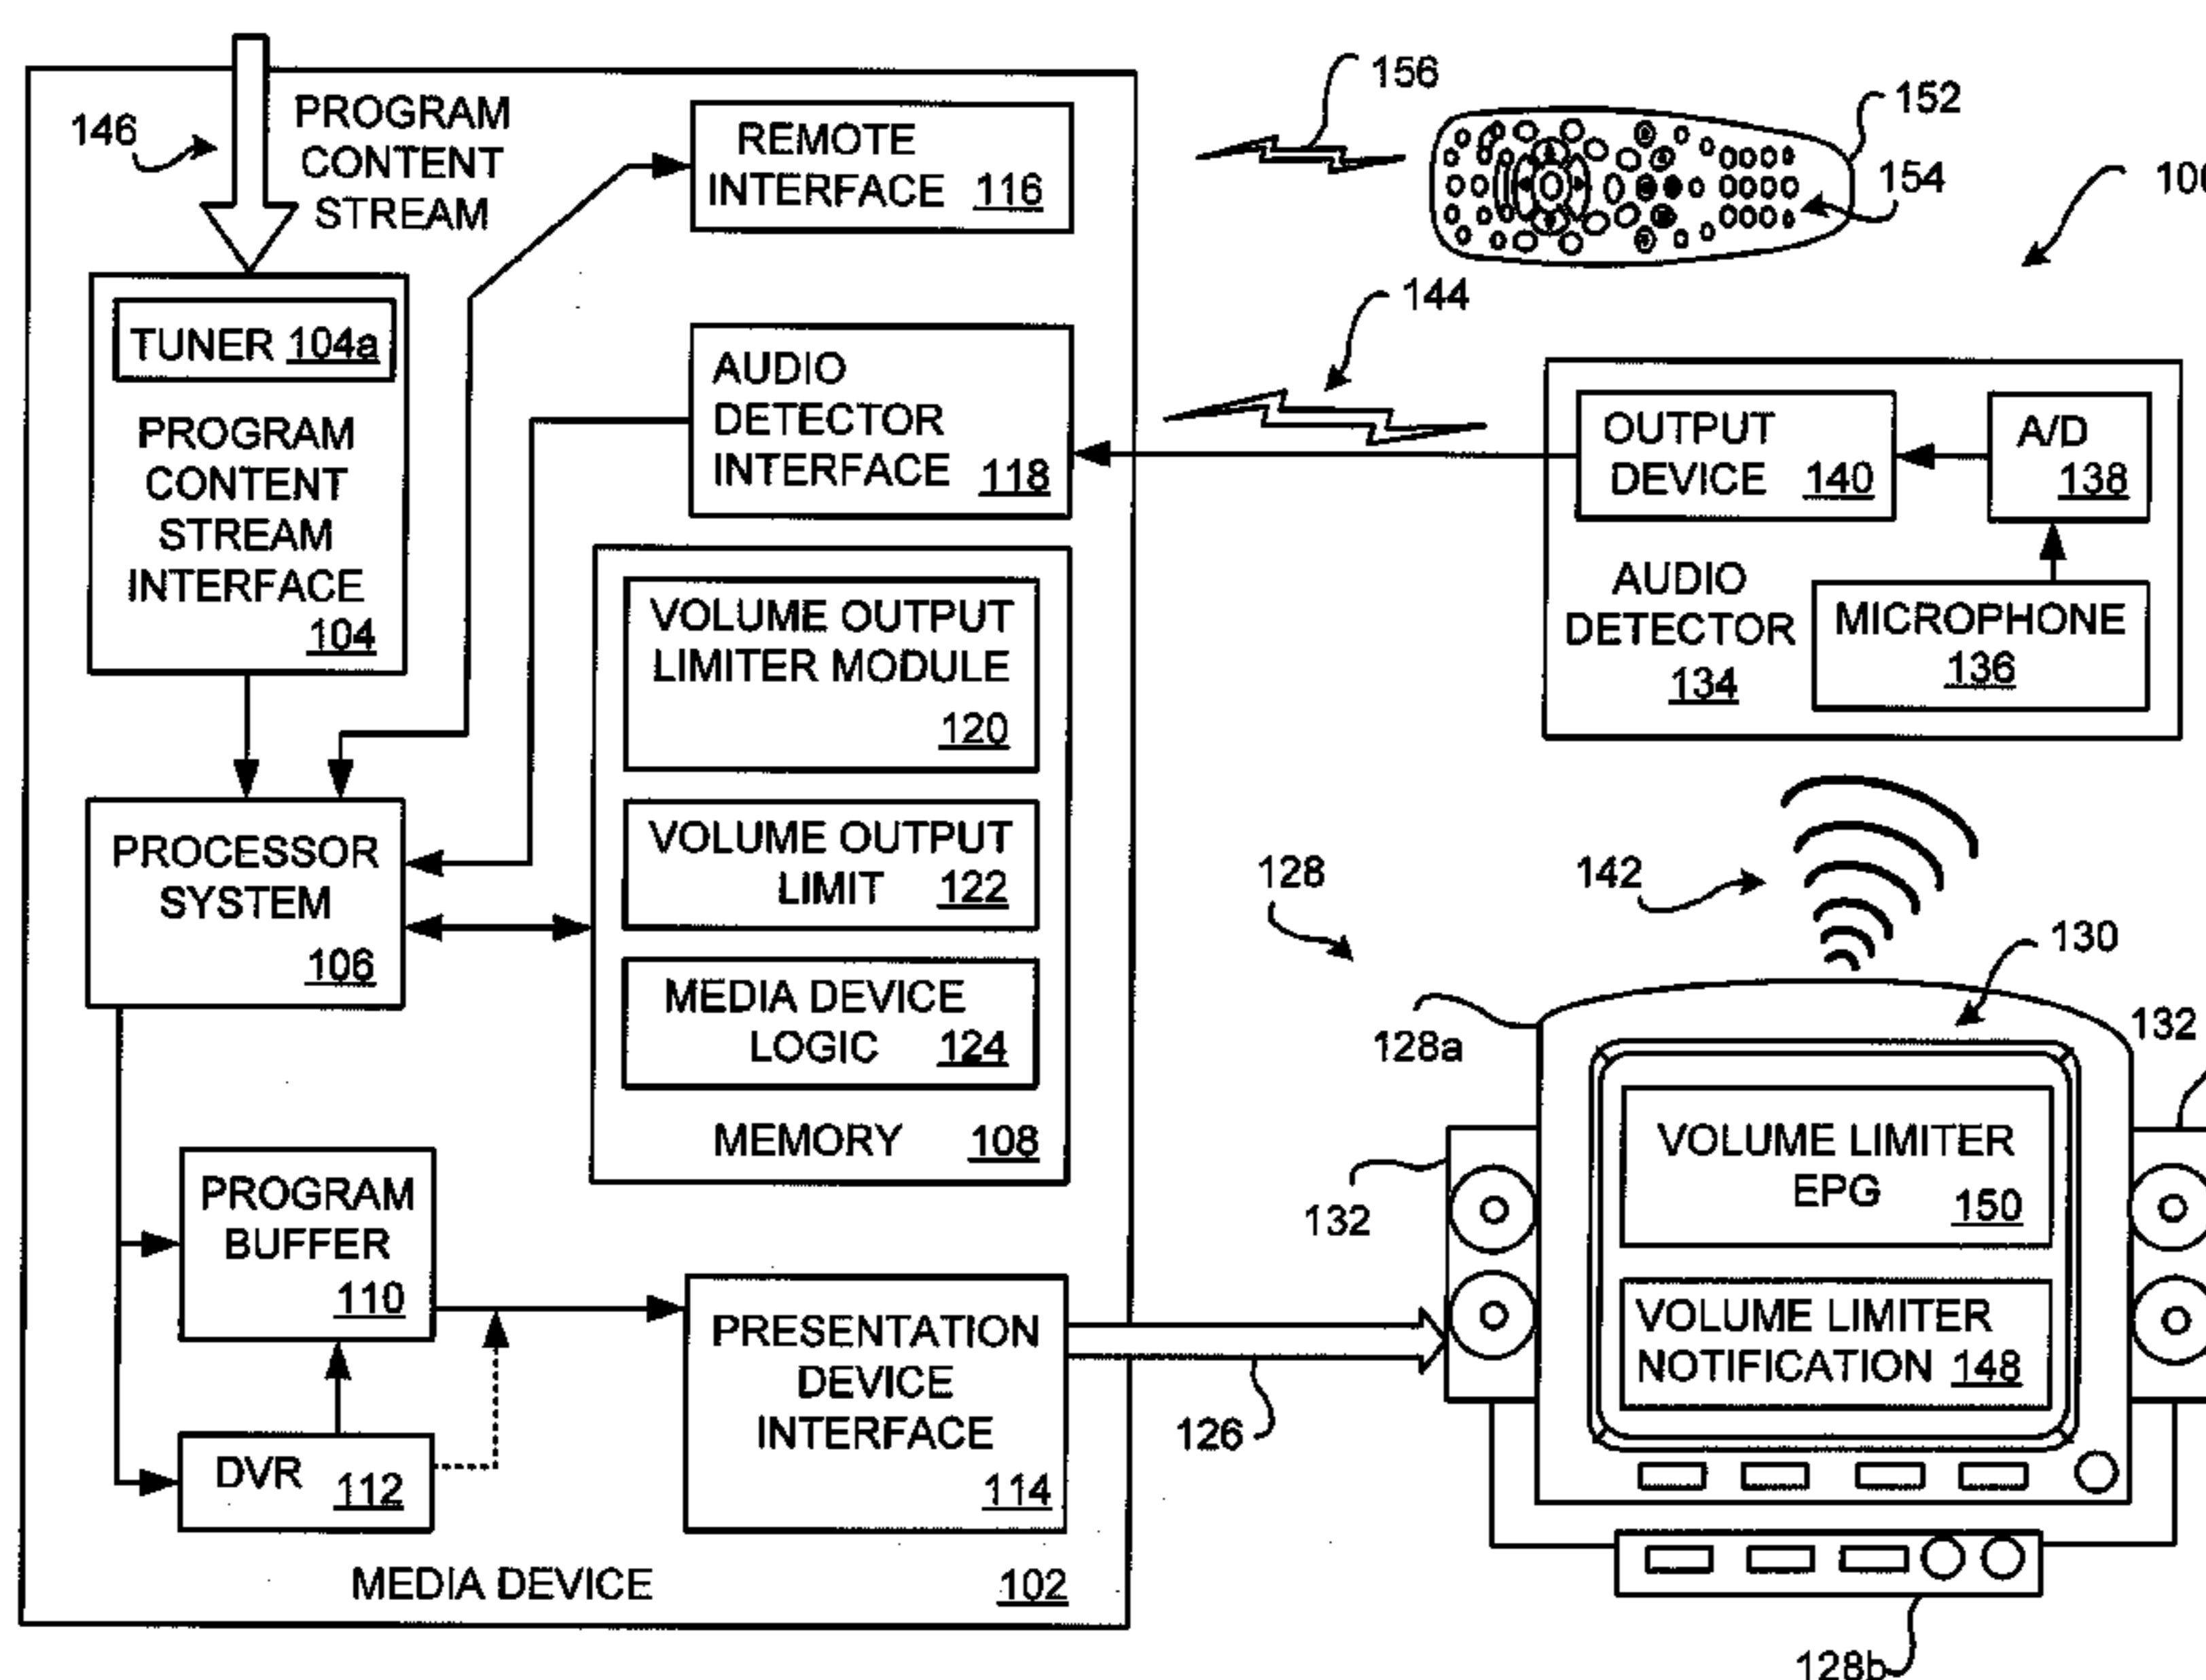 146
PROGRAM
CONTENT
STREAM
TUNER 104a
PROGRAM
CONTENT
STREAM
INTERFACE
104
PROCESSOR
SYSTEM
106
PROGRAM
BUFFER
110
DVR 112
REMOTE
INTERFACE 116
AUDIO
DETECTOR
INTERFACE 118
VOLUME OUTPUT
LIMITER MODULE
120
VOLUME OUTPUT
LIMIT 122
MEDIA DEVICE
LOGIC 124
MEMORY 108
PRESENTATION
DEVICE
INTERFACE
114
MEDIA DEVICE 102
156
152
154
144
OUTPUT
DEVICE 140
A/D
138
AUDIO
DETECTOR
134
MICROPHONE
136
128
142
130
128a
132
132
VOLUME LIMITER
EPG
150
VOLUME LIMITER
NOTIFICATION 148
126
128b